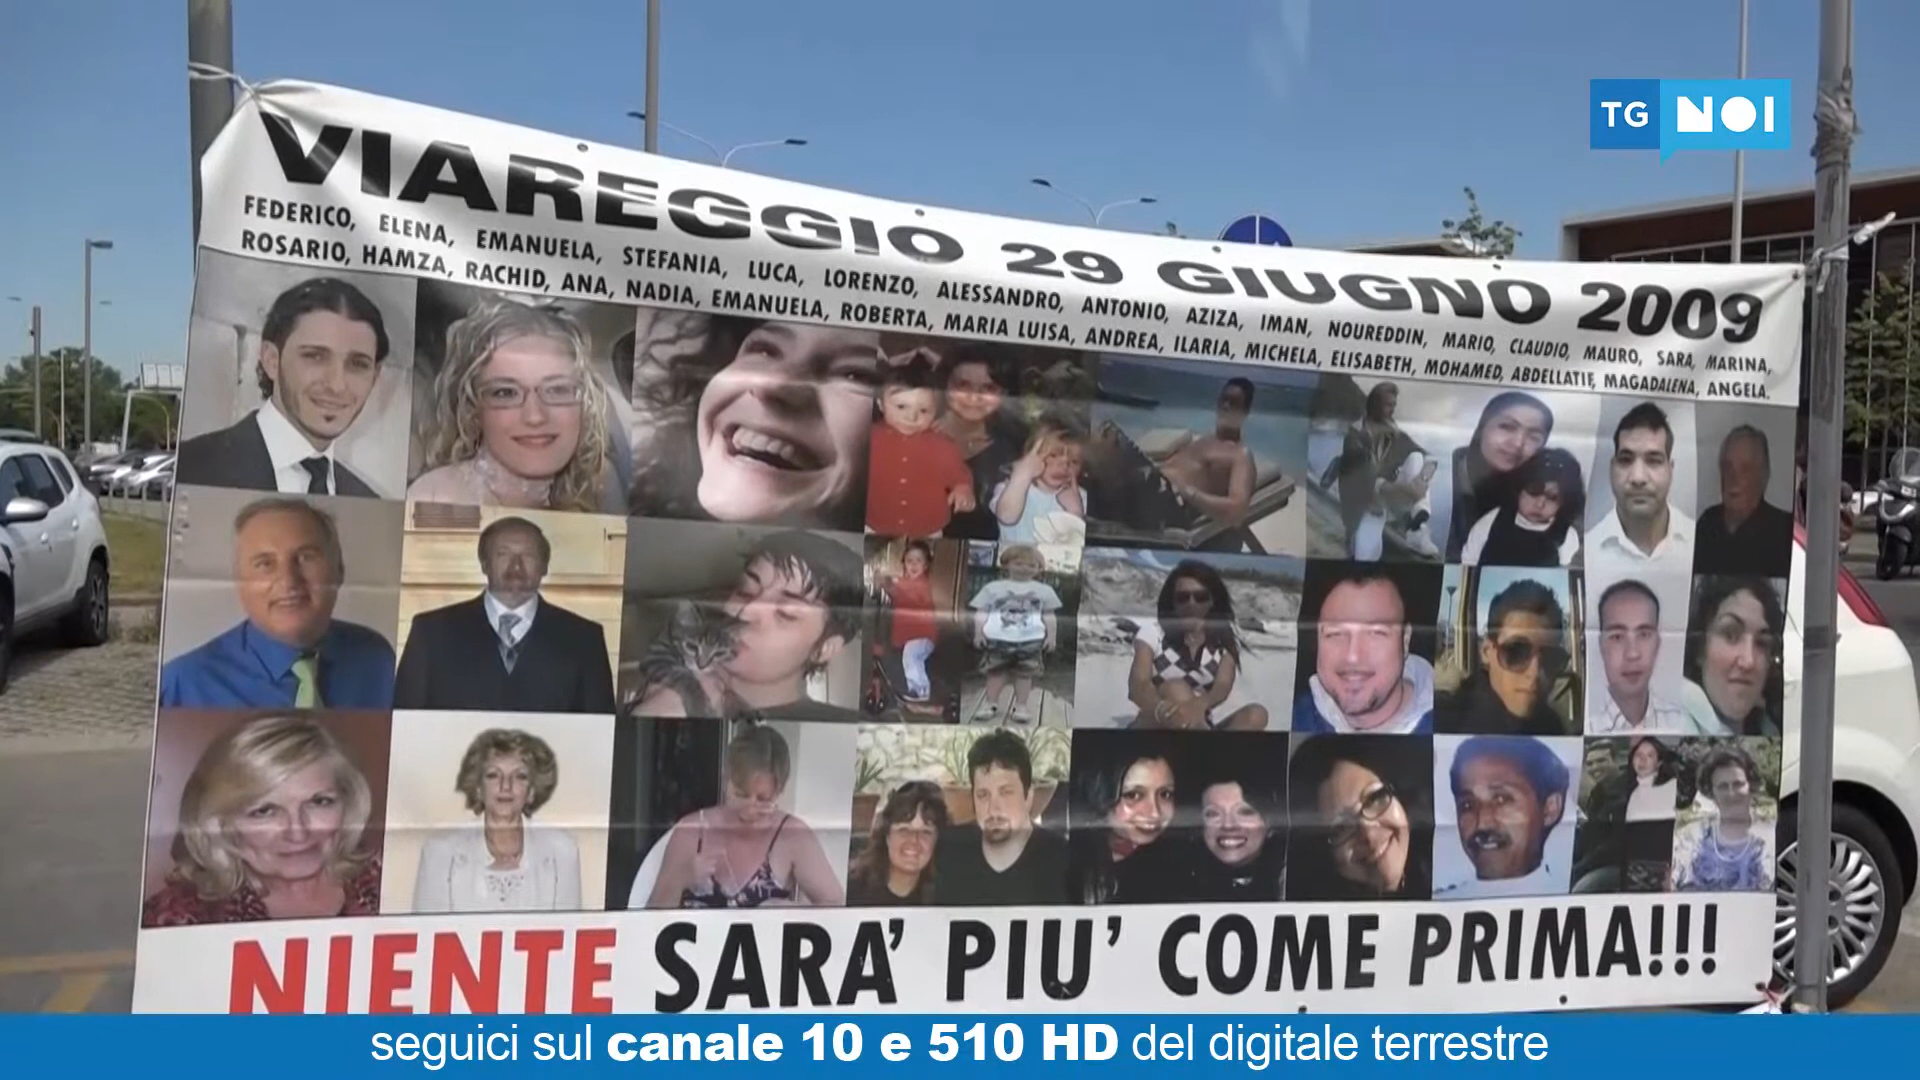 TG NOI
VIAREGGIO 29 GIUGNO 2009
FEDERICO, ELENA, EMANUELA, STEFANIA, LUCA, LORENZO, ALESSANDRO, ANTONIO, AZIZA, IMAN, NOUREDDIN, MARIO, CLAUDIO, MAURO, SARA, MARINA,
ROSARIO, HAMZA, RACHID, ANA, NADIA, EMANUELA, ROBERTA, MARIA LUISA, ANDREA, ILARIA, MICHELA, ELISABETH, MOHAMED, ABDELLATIF, MAGADALENA, ANGELA.
NIENTE SARA' PIU' COME PRIMA!!!
seguici sul canale 10 e 510 HD del digitale terrestre